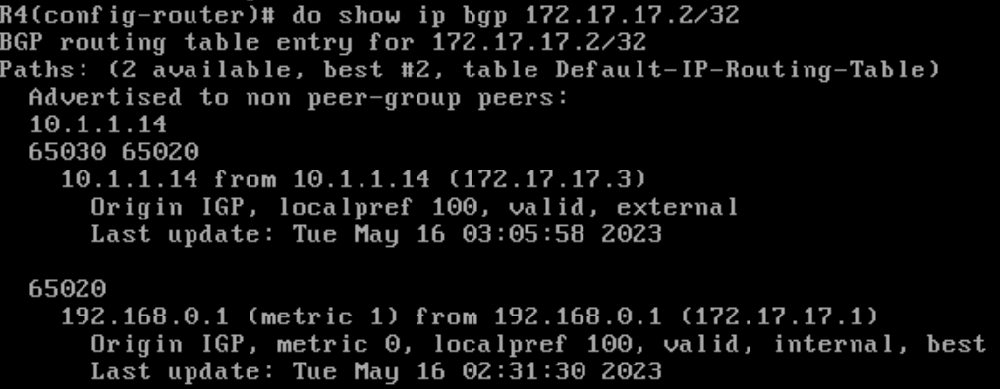 R4(config-router)# do show ip bgp 172.17.17.2/32
BGP routing table entry for 172.17.17.2/32
Paths: (2 available, best #2, table Default-IP-Routing-Table)
  Advertised to non peer-group peers:
  10.1.1.14
  65030 65020
    10.1.1.14 from 10.1.1.14 (172.17.17.3)
      Origin IGP, localpref 100, valid, external
      Last update: Tue May 16 03:05:58 2023

  65020
    192.168.0.1 (metric 1) from 192.168.0.1 (172.17.17.1)
      Origin IGP, metric 0, localpref 100, valid, internal, best
      Last update: Tue May 16 02:31:30 2023